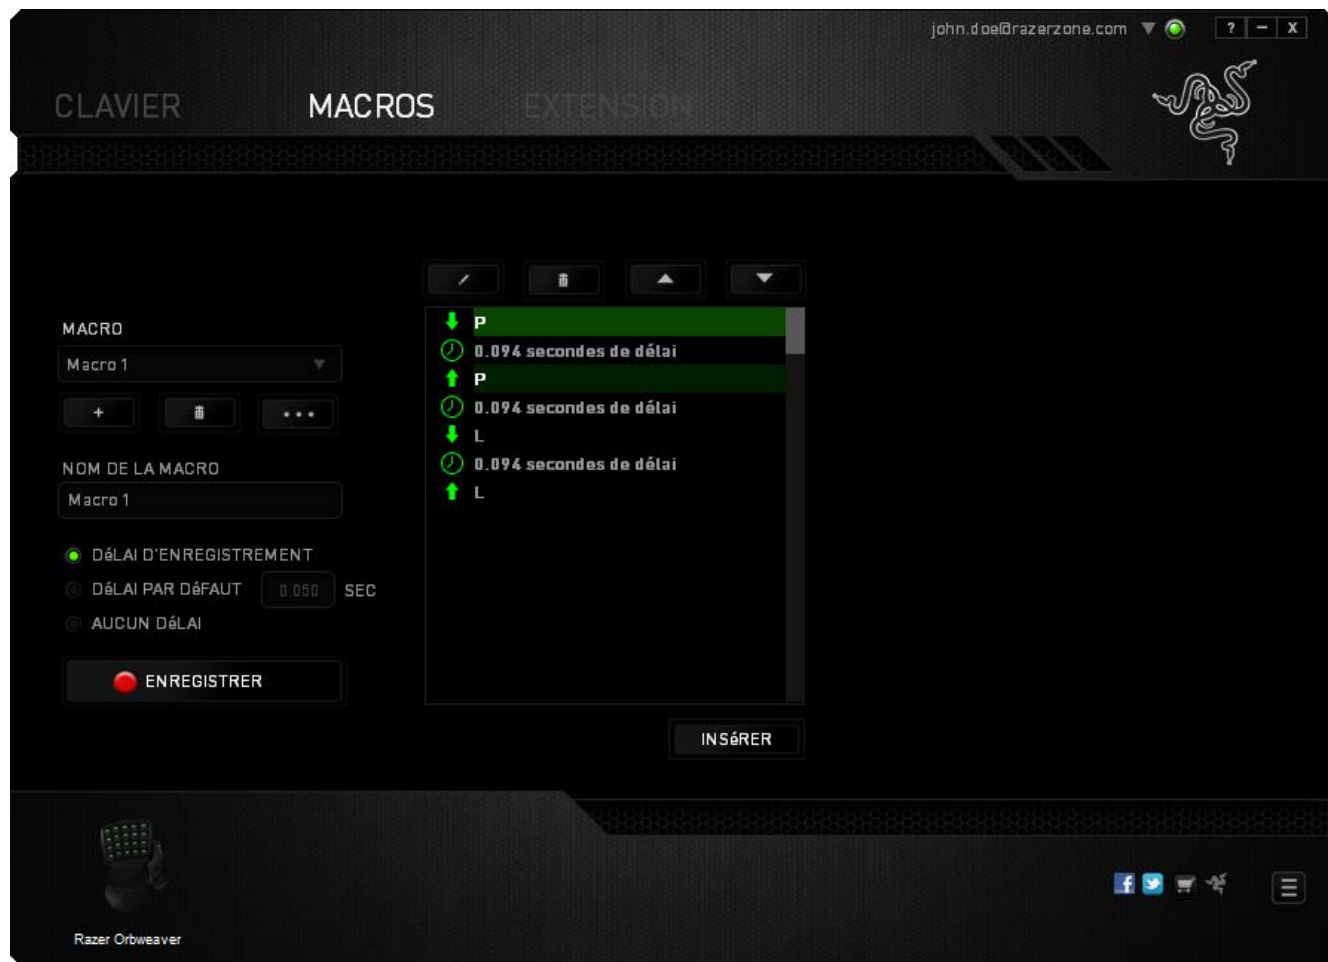 john.doe@razerzone.com
?
–
X
CLAVIER
MACROS
EXTENSION
MACRO
Macro 1
+
NOM DE LA MACRO
Macro 1
DéLAI D'ENREGISTREMENT
DéLAI PAR DéFAUT
0.050
SEC
AUCUN DéLAI
ENREGISTRER
P
0.094 secondes de délai
P
0.094 secondes de délai
L
0.094 secondes de délai
L
INSéRER
Razer Orbweaver